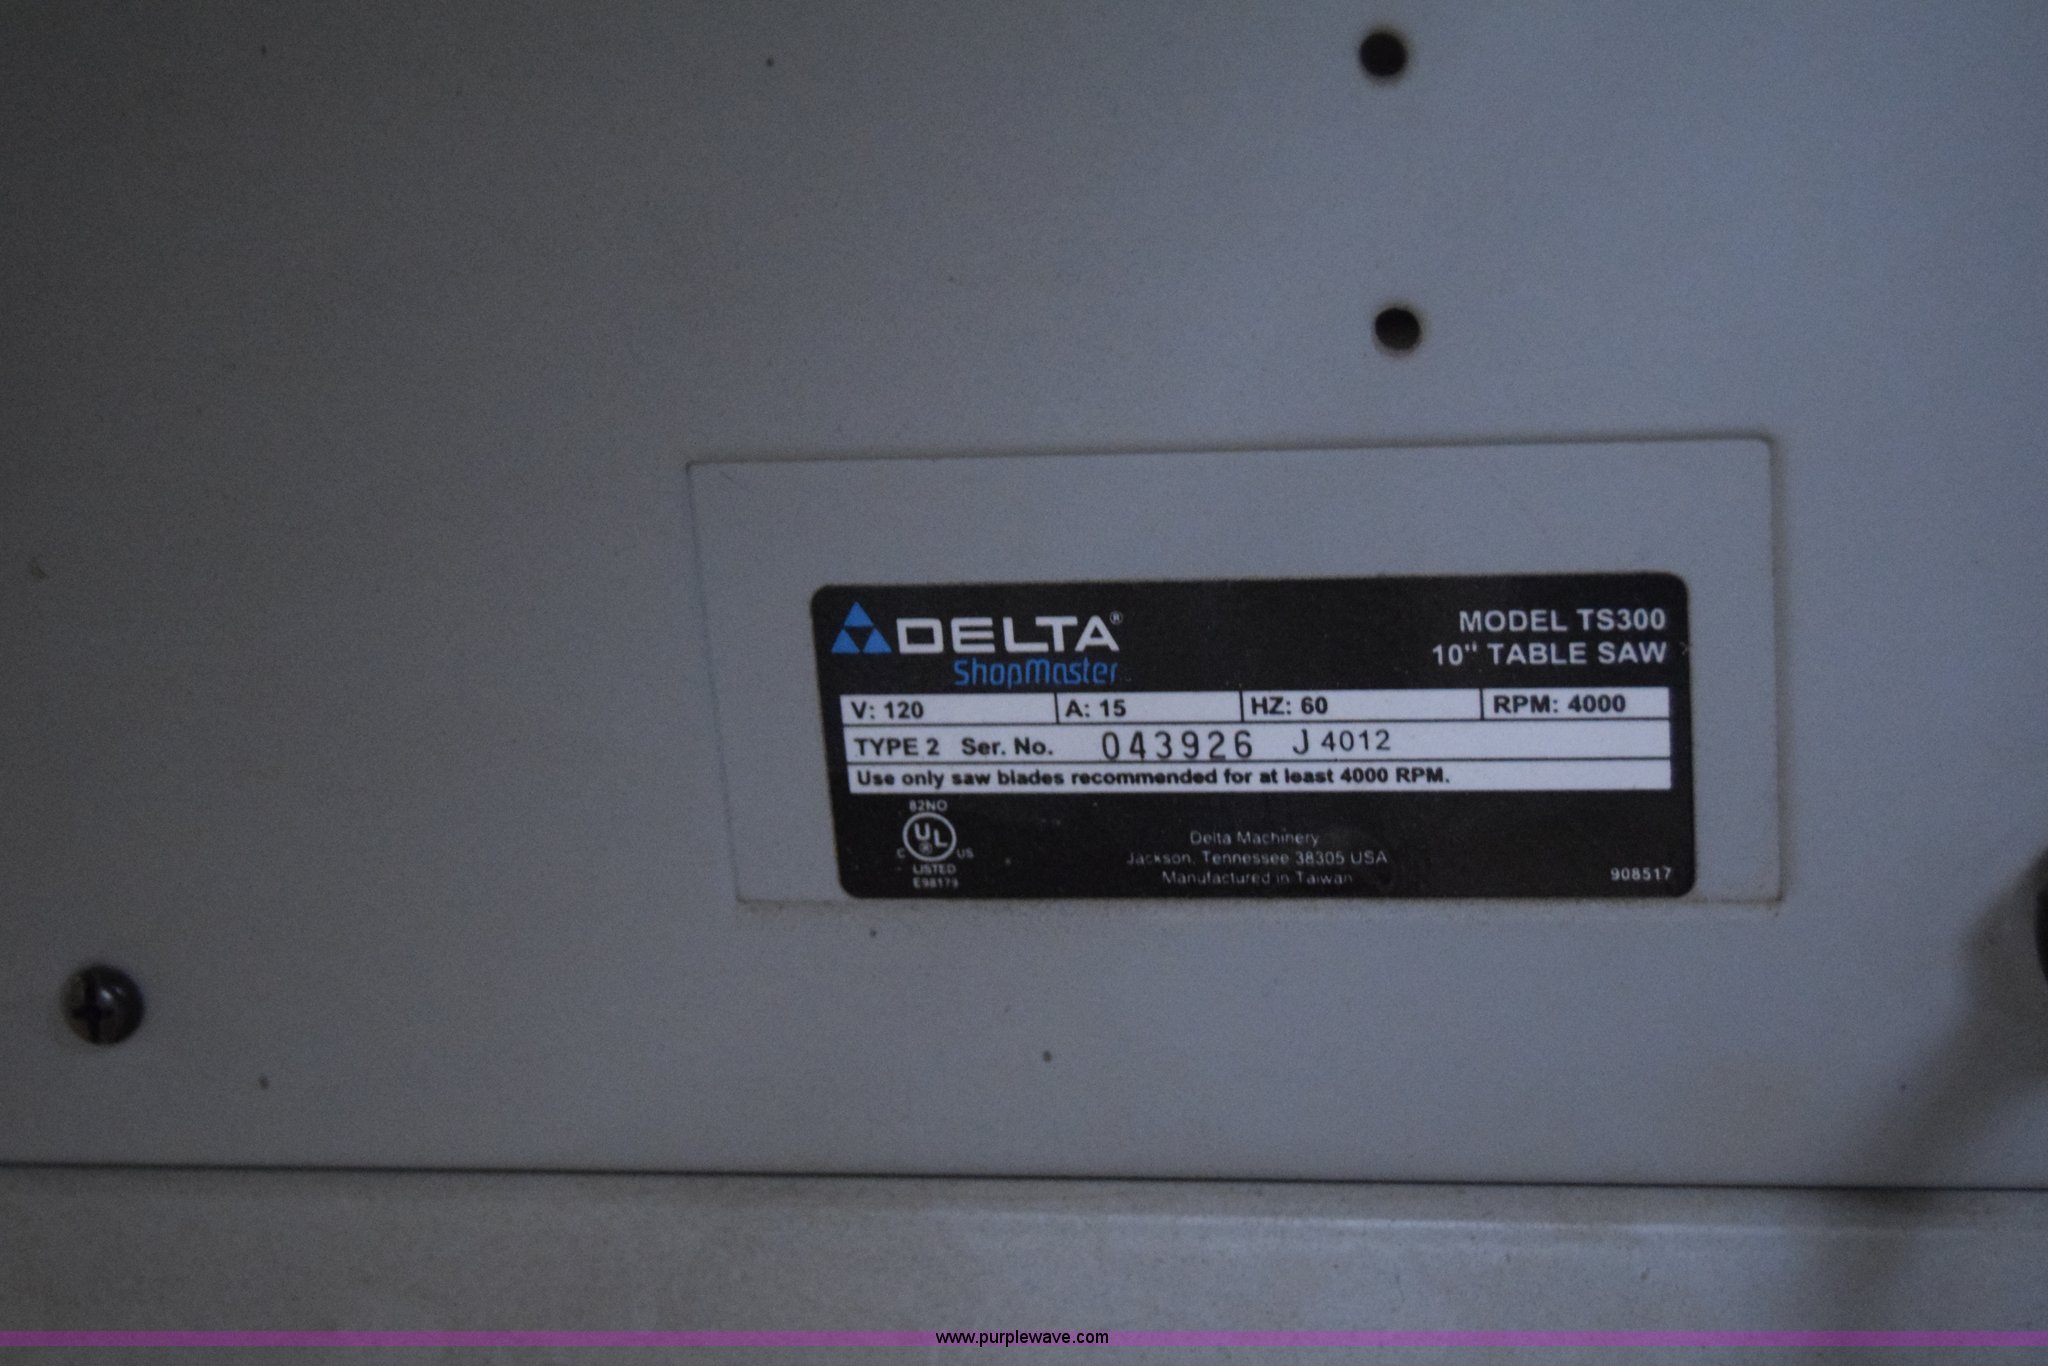 DELTA®
ShopMaster
MODEL TS300
10" TABLE SAW
V: 120 A: 15 HZ: 60 RPM: 4000
TYPE 2 Ser. No. 043926 J 4012
Use only saw blades recommended for at least 4000 RPM.
82NO
C UL® US
LISTED
E98179
Delta Machinery
Jackson, Tennessee 38305 USA
Manufactured in Taiwan
908517
www.purplewave.com